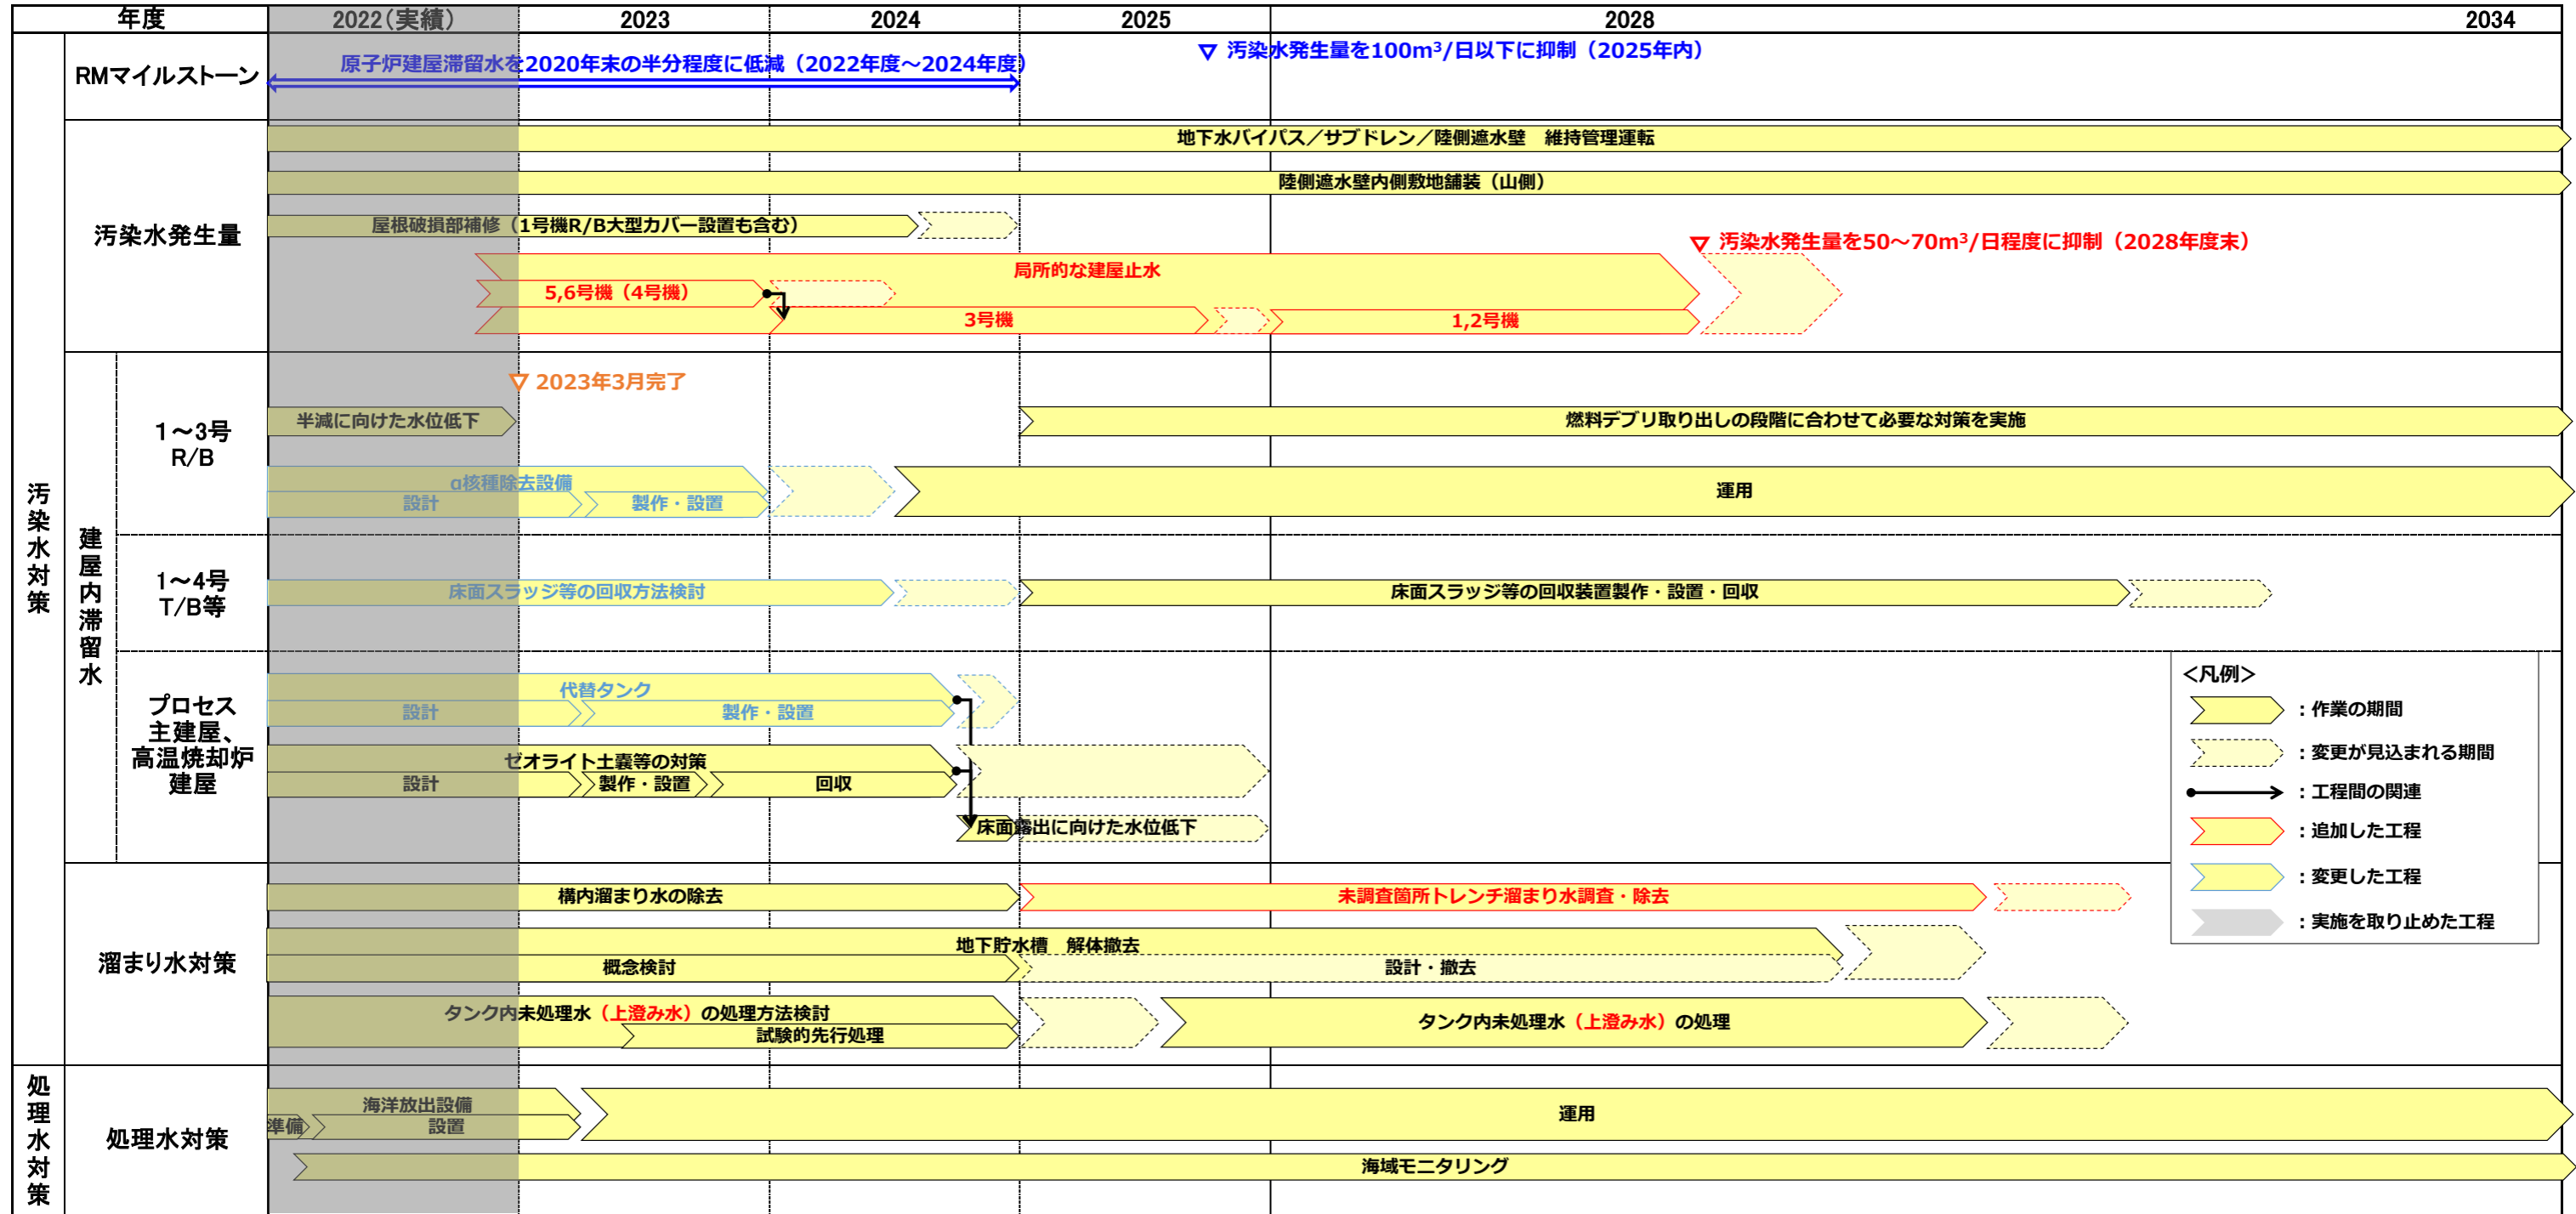 年度
2022（実績）
2023
2024
2025
2028
2034
汚染水対策
RMマイルストーン
原子炉建屋滞留水を2020年末の半分程度に低減（2022年度～2024年度）
▽ 汚染水発生量を100m³/日以下に抑制（2025年内）
汚染水発生量
地下水バイパス／サブドレン／陸側遮水壁　維持管理運転
陸側遮水壁内側敷地舗装（山側）
屋根破損部補修（1号機R/B大型カバー設置も含む）
▽ 汚染水発生量を50～70m³/日程度に抑制（2028年度末）
局所的な建屋止水
5,6号機（4号機）
3号機
1,2号機
建屋内滞留水
1～3号
R/B
▽ 2023年3月完了
半減に向けた水位低下
燃料デブリ取り出しの段階に合わせて必要な対策を実施
α核種除去設備
設計
製作・設置
運用
1～4号
T/B等
床面スラッジ等の回収方法検討
床面スラッジ等の回収装置製作・設置・回収
プロセス
主建屋、
高温焼却炉
建屋
代替タンク
設計
製作・設置
ゼオライト土嚢等の対策
設計
製作・設置
回収
床面露出に向けた水位低下
＜凡例＞
：作業の期間
：変更が見込まれる期間
：工程間の関連
：追加した工程
：変更した工程
：実施を取り止めた工程
溜まり水対策
構内溜まり水の除去
未調査箇所トレンチ溜まり水調査・除去
地下貯水槽　解体撤去
概念検討
設計・撤去
タンク内未処理水（上澄み水）の処理方法検討
試験的先行処理
タンク内未処理水（上澄み水）の処理
処理水対策
処理水対策
海洋放出設備
準備
設置
運用
海域モニタリング